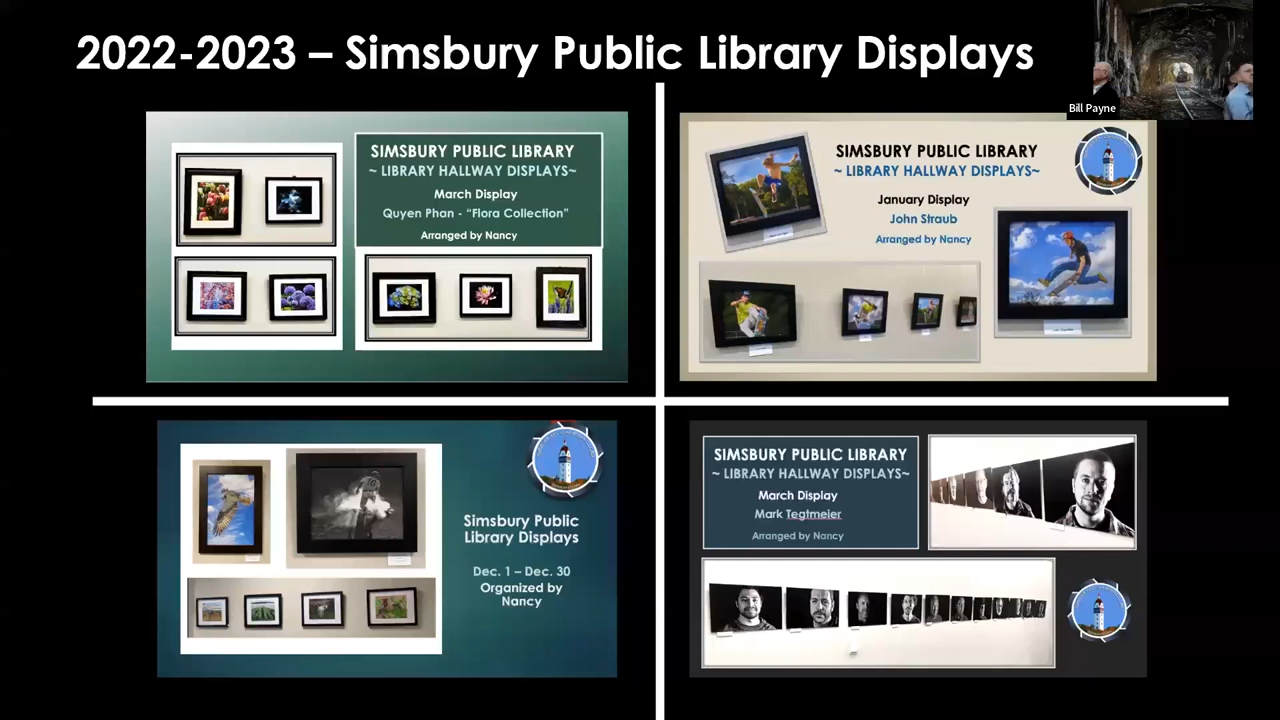 2022-2023 – Simsbury Public Library Displays
Bill Payne
SIMSBURY PUBLIC LIBRARY
~ LIBRARY HALLWAY DISPLAYS~
March Display
Quyen Phan - “Flora Collection”
Arranged by Nancy
SIMSBURY PUBLIC LIBRARY
~ LIBRARY HALLWAY DISPLAYS~
January Display
John Straub
Arranged by Nancy
Simsbury Public
Library Displays
Dec. 1 – Dec. 30
Organized by
Nancy
SIMSBURY PUBLIC LIBRARY
~ LIBRARY HALLWAY DISPLAYS~
March Display
Mark Tegtmeier
Arranged by Nancy